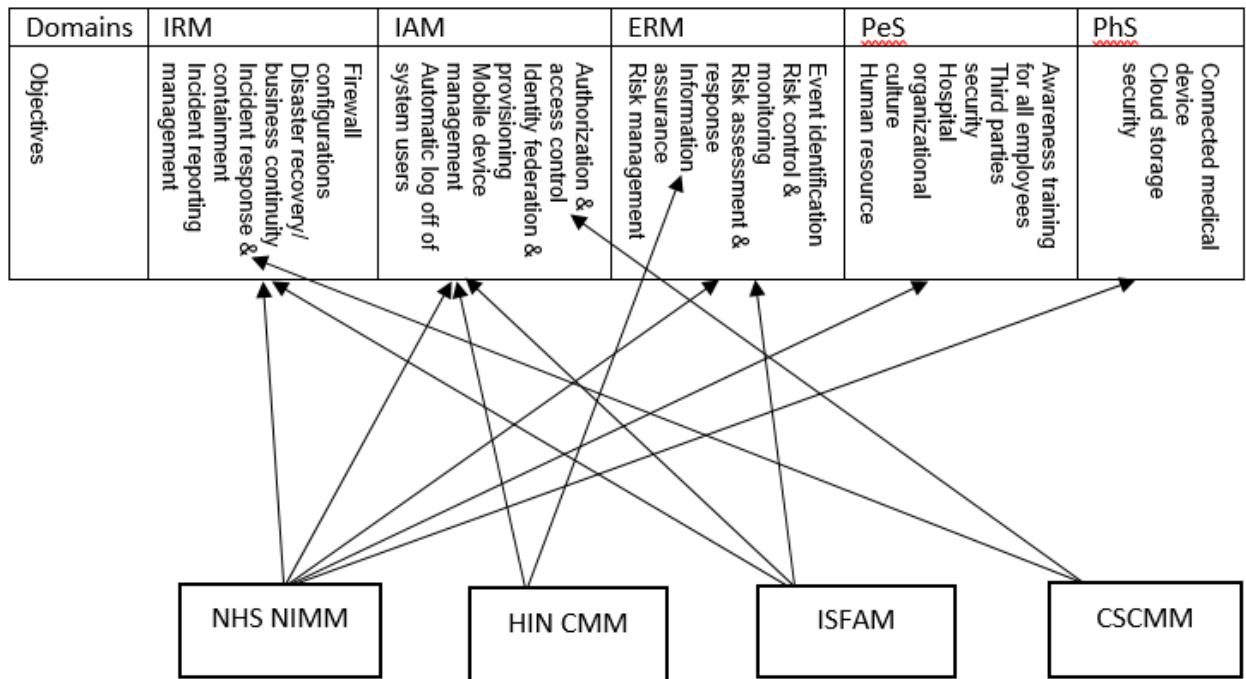 Domains
IRM
IAM
ERM
PeS
PhS
Objectives
Firewall
configurations
Disaster recovery/
business continuity
Incident response &
containment
Incident reporting
management
Authorization &
access control
Identity federation &
provisioning
Mobile device
management
Automatic log off of
system users
Event identification
Risk control &
monitoring
Risk assessment &
response
Information
assurance
Risk management
Awareness training
for all employees
Third parties
security
Hospital
organizational
culture
Human resource
Connected medical
device
Cloud storage
security
NHS NIMM
HIN CMM
ISFAM
CSCMM